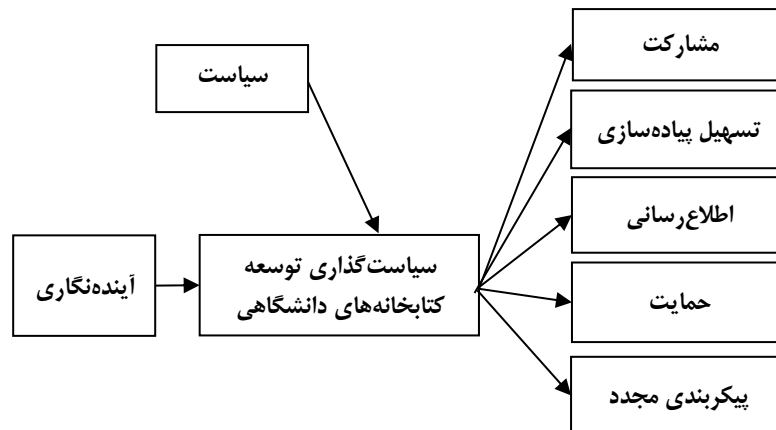 مشارکت
سیاست
تسهیل پیاده‌سازی
اطلاع‌رسانی
سیاست‌گذاری توسعه
کتابخانه‌های دانشگاهی
آینده‌نگاری
حمایت
پیکربندی مجدد